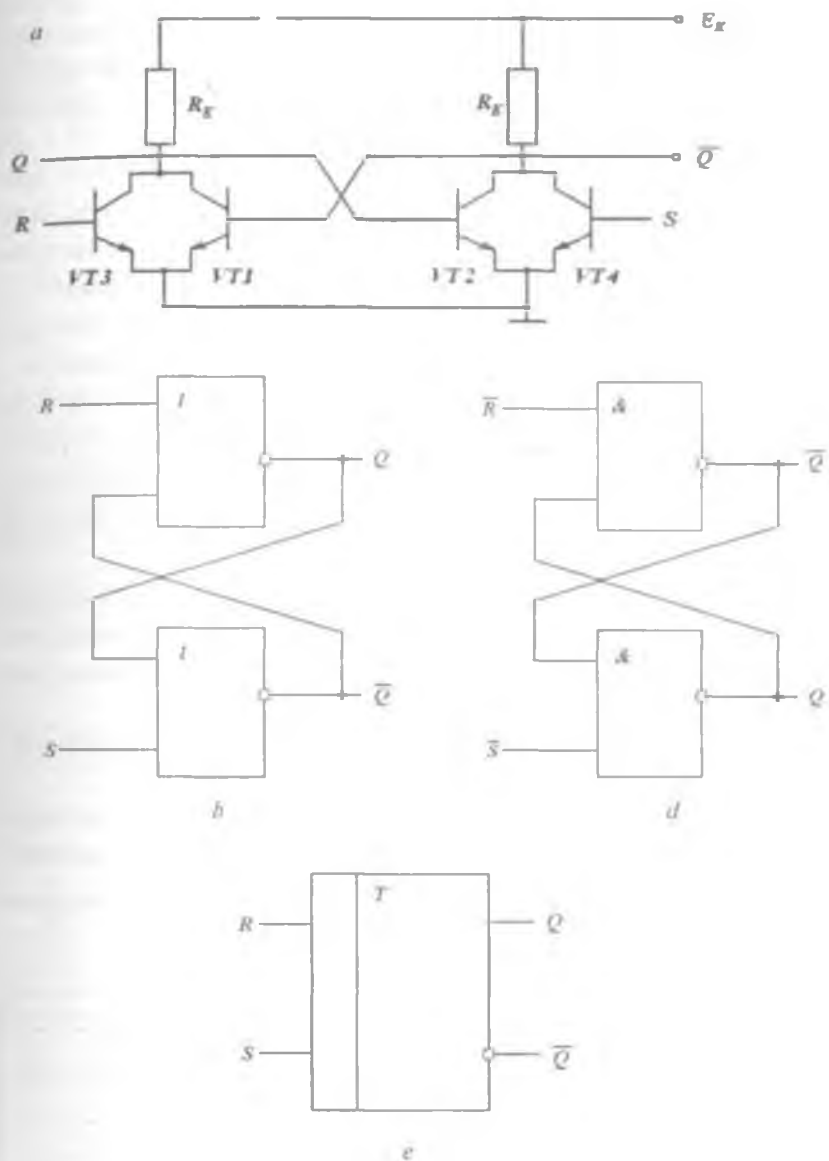 a E_K
R_K R_K
Q Q̅
R S
VT3 VT1 VT2 VT4
R 1 Q
1 Q̅
S
b
R̅ & Q̅
& Q
S̅
d
T
R Q
S Q̅
e